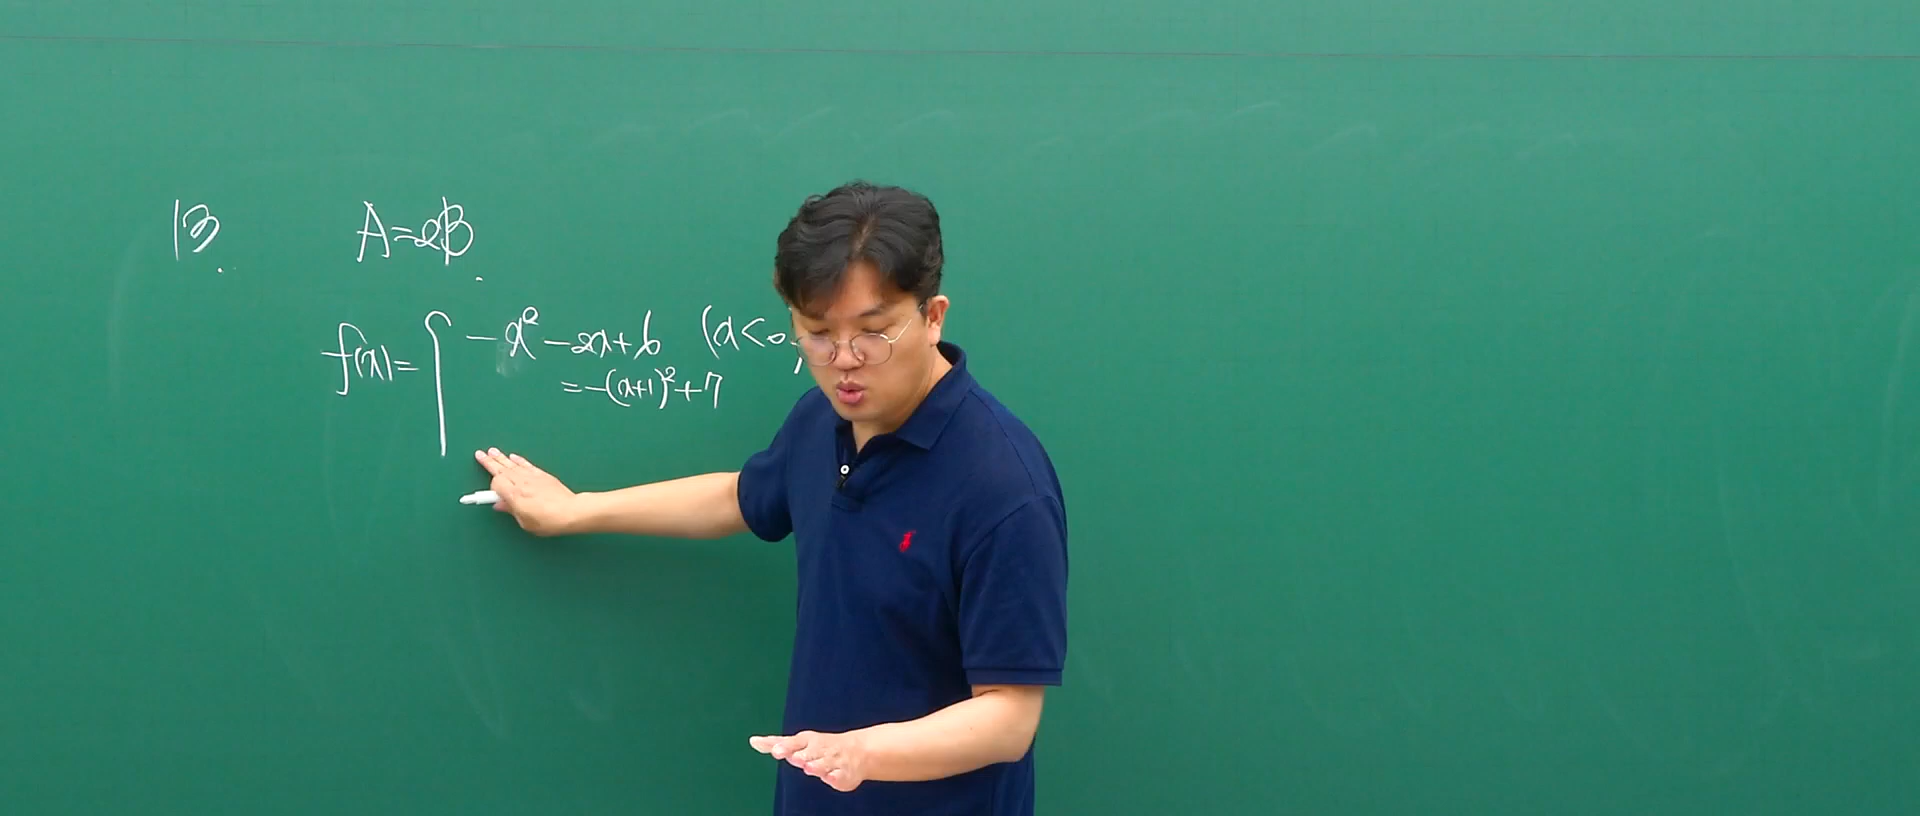 13.
A=2B.
f(x)= { -x²-2x+6 (x<0)
=-(x+1)²+7